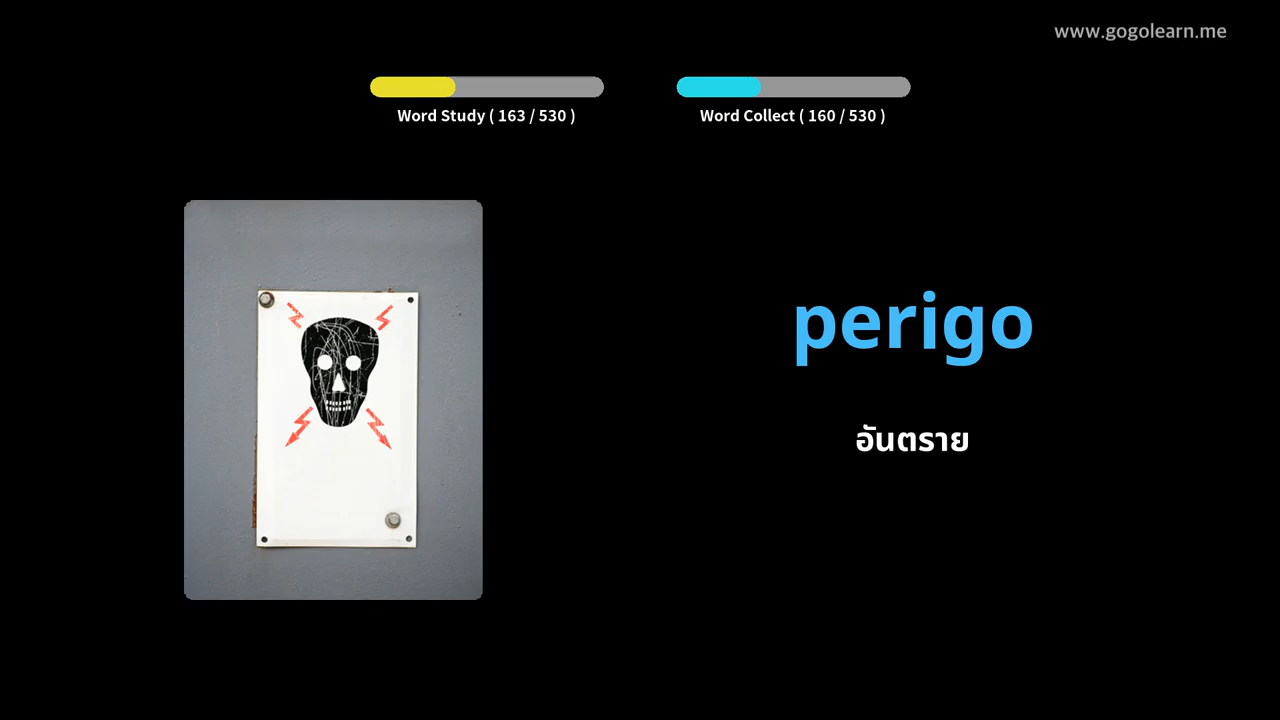 www.gogolearn.me
Word Study ( 163 / 530 )
Word Collect ( 160 / 530 )
perigo
อันตราย